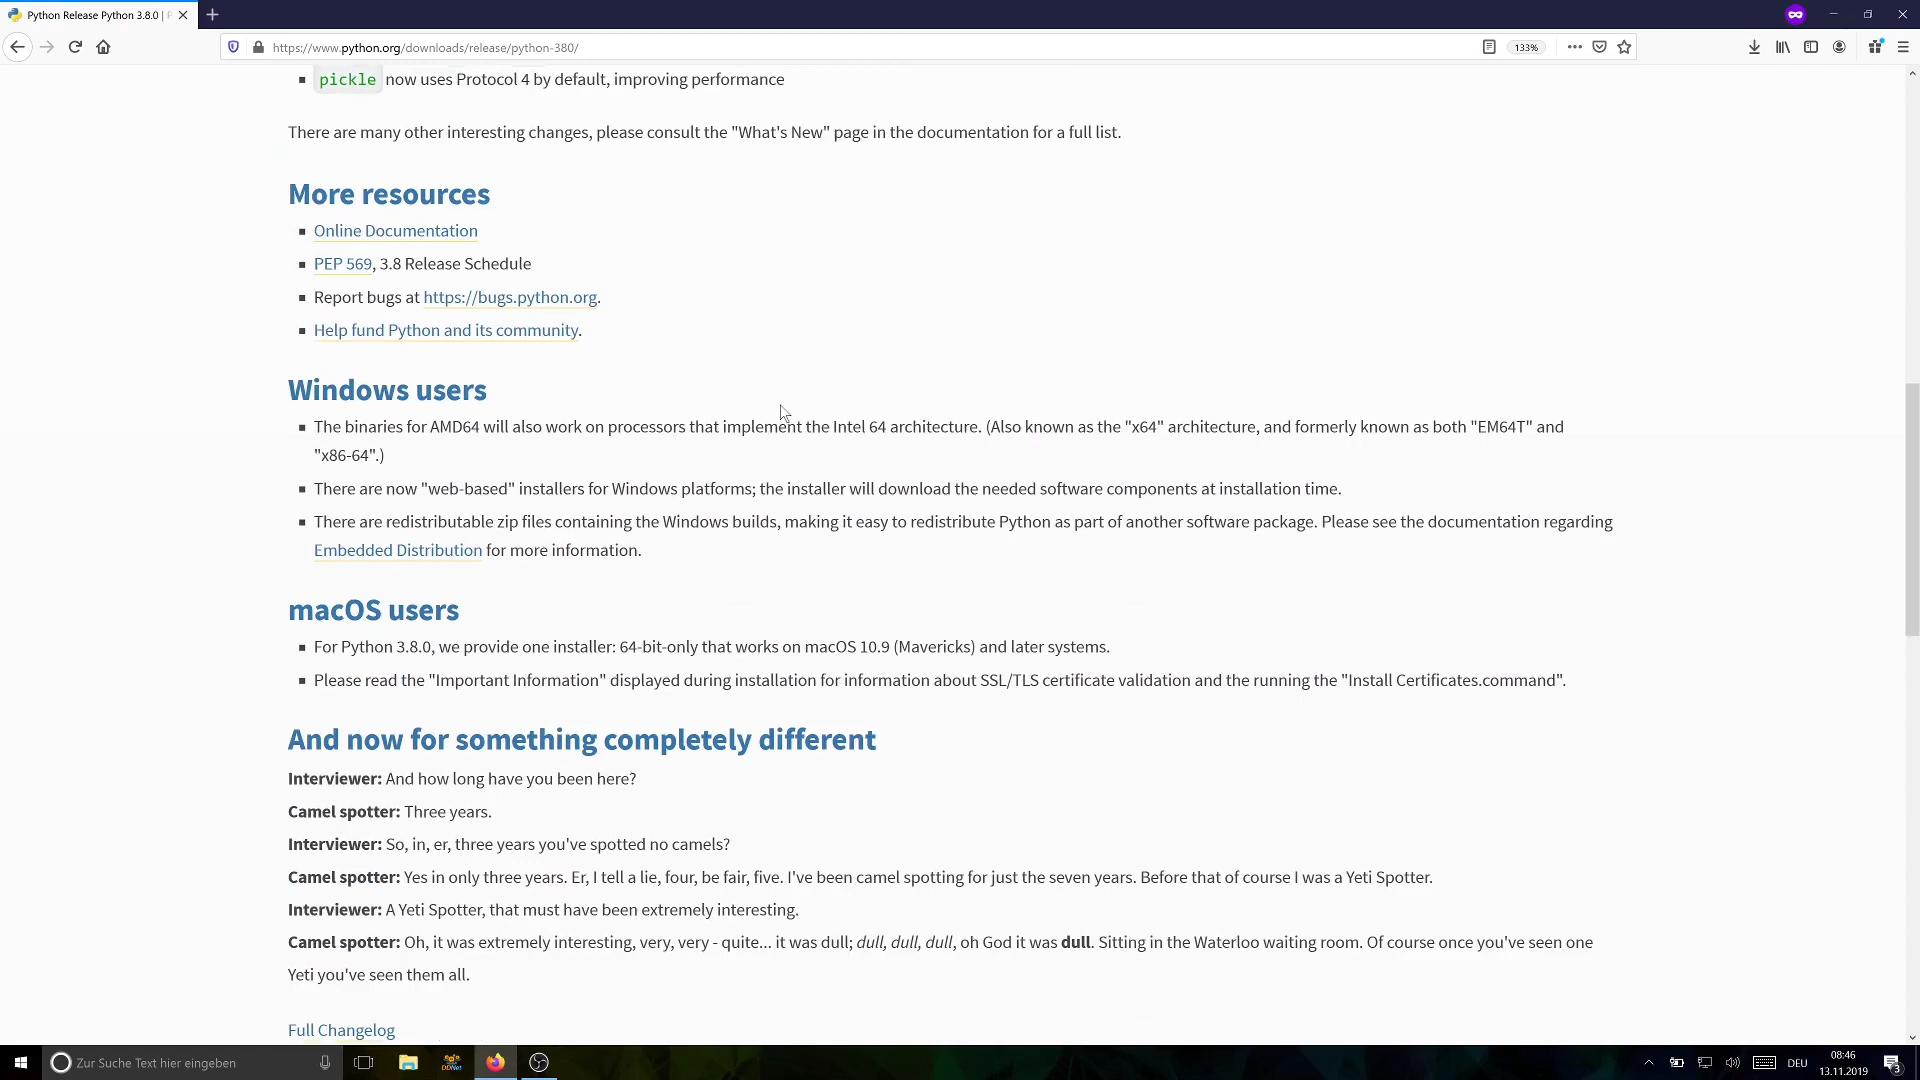 Python Release Python 3.8.0 | P
https://www.python.org/downloads/release/python-380/
133%
pickle now uses Protocol 4 by default, improving performance
There are many other interesting changes, please consult the "What's New" page in the documentation for a full list.
More resources
Online Documentation
PEP 569, 3.8 Release Schedule
Report bugs at https://bugs.python.org.
Help fund Python and its community.
Windows users
The binaries for AMD64 will also work on processors that implement the Intel 64 architecture. (Also known as the "x64" architecture, and formerly known as both "EM64T" and
"x86-64".)
There are now "web-based" installers for Windows platforms; the installer will download the needed software components at installation time.
There are redistributable zip files containing the Windows builds, making it easy to redistribute Python as part of another software package. Please see the documentation regarding
Embedded Distribution for more information.
macOS users
For Python 3.8.0, we provide one installer: 64-bit-only that works on macOS 10.9 (Mavericks) and later systems.
Please read the "Important Information" displayed during installation for information about SSL/TLS certificate validation and the running the "Install Certificates.command".
And now for something completely different
Interviewer: And how long have you been here?
Camel spotter: Three years.
Interviewer: So, in, er, three years you've spotted no camels?
Camel spotter: Yes in only three years. Er, I tell a lie, four, be fair, five. I've been camel spotting for just the seven years. Before that of course I was a Yeti Spotter.
Interviewer: A Yeti Spotter, that must have been extremely interesting.
Camel spotter: Oh, it was extremely interesting, very, very - quite... it was dull; dull, dull, dull, oh God it was dull. Sitting in the Waterloo waiting room. Of course once you've seen one
Yeti you've seen them all.
Full Changelog
Zur Suche Text hier eingeben
DDNet
DEU
08:46
13.11.2019
3